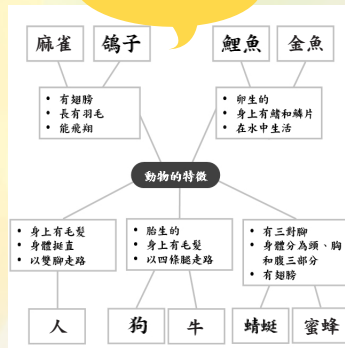 麻雀
鴿子
鯉魚
金魚
• 有翅膀
• 長有羽毛
• 能飛翔
• 卵生的
• 身上有鰭和鱗片
• 在水中生活
動物的特徵
• 身上有毛髮
• 身體挺直
• 以雙腳走路
• 胎生的
• 身上有毛髮
• 以四條腿走路
• 有三對腳
• 身體分為頭、胸
和腹三部分
• 有翅膀
人
狗
牛
蜻蜓
蜜蜂